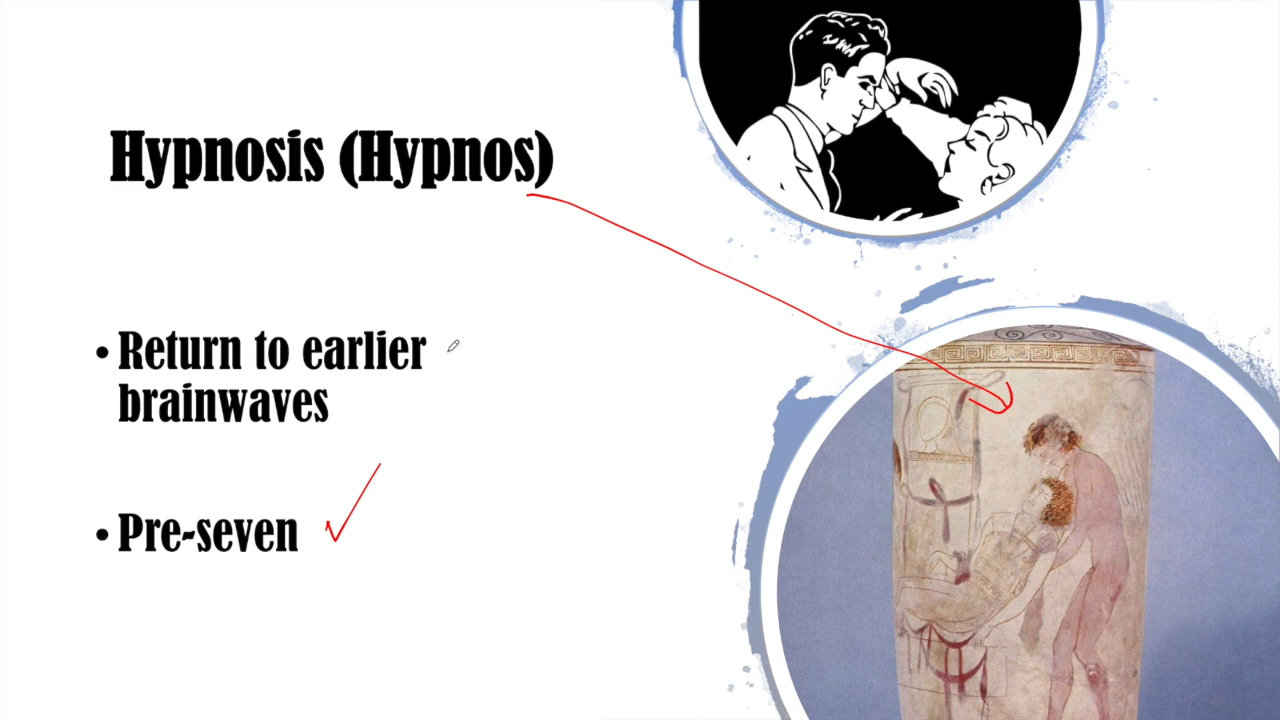 Hypnosis (Hypnos)
• Return to earlier
brainwaves
• Pre-seven